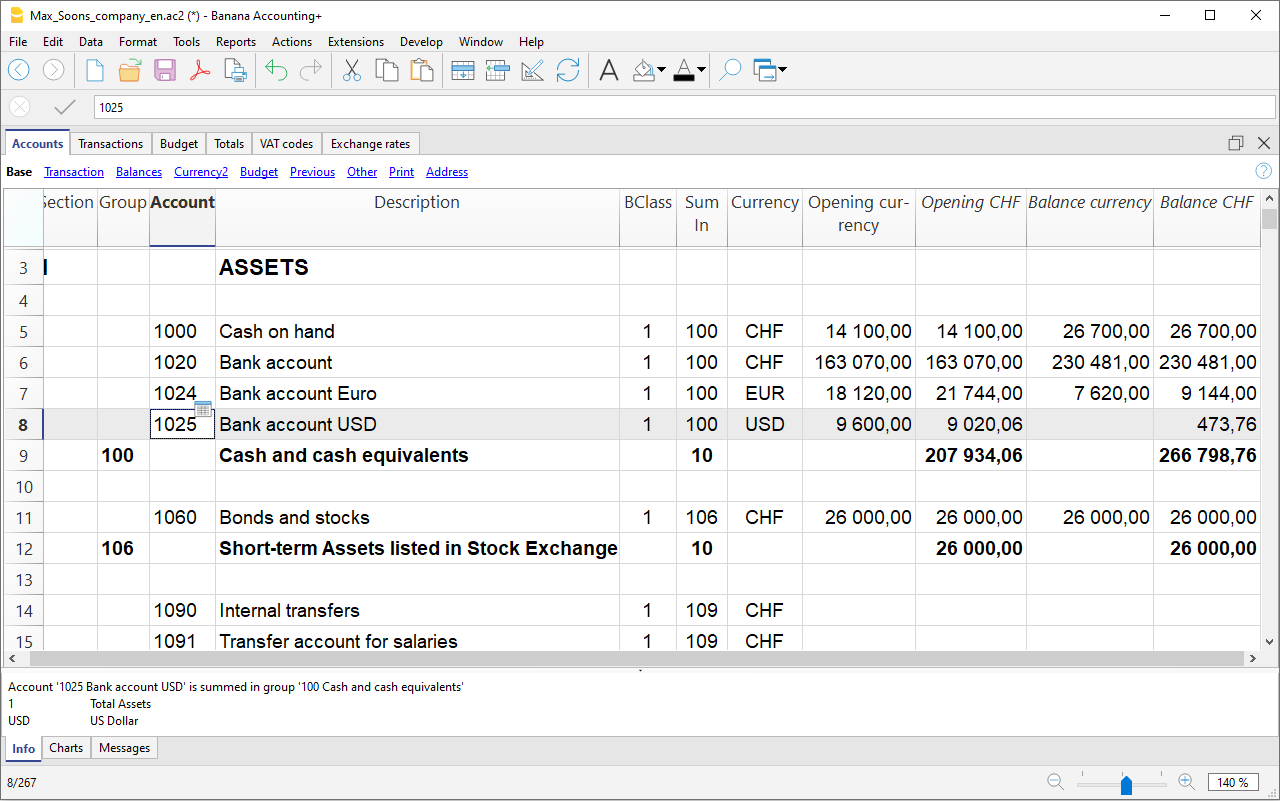 Max_Soons_company_en.ac2 (*) - Banana Accounting+
File Edit Data Format Tools Reports Actions Extensions Develop Window Help
1025
Accounts Transactions Budget Totals VAT codes Exchange rates
Base Transaction Balances Currency2 Budget Previous Other Print Address
Section Group Account Description BClass Sum In Currency Opening cur-rency Opening CHF Balance currency Balance CHF
3 ASSETS
4
5 1000 Cash on hand 1 100 CHF 14 100,00 14 100,00 26 700,00 26 700,00
6 1020 Bank account 1 100 CHF 163 070,00 163 070,00 230 481,00 230 481,00
7 1024 Bank account Euro 1 100 EUR 18 120,00 21 744,00 7 620,00 9 144,00
8 1025 Bank account USD 1 100 USD 9 600,00 9 020,06 473,76
9 100 Cash and cash equivalents 10 207 934,06 266 798,76
10
11 1060 Bonds and stocks 1 106 CHF 26 000,00 26 000,00 26 000,00 26 000,00
12 106 Short-term Assets listed in Stock Exchange 10 26 000,00 26 000,00
13
14 1090 Internal transfers 1 109 CHF
15 1091 Transfer account for salaries 1 109 CHF
Account '1025 Bank account USD' is summed in group '100 Cash and cash equivalents'
1 Total Assets
USD US Dollar
Info Charts Messages
8/267 140 %